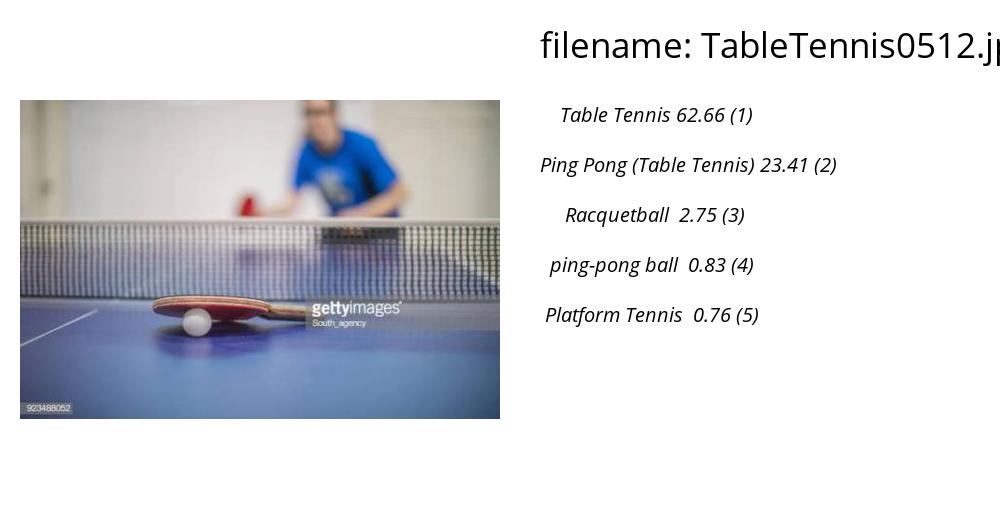 filename: TableTennis0512.jp
Table Tennis 62.66 (1)
Ping Pong (Table Tennis) 23.41 (2)
Racquetball 2.75 (3)
ping-pong ball 0.83 (4)
Platform Tennis 0.76 (5)
gettyimages®
South_agency
923488052